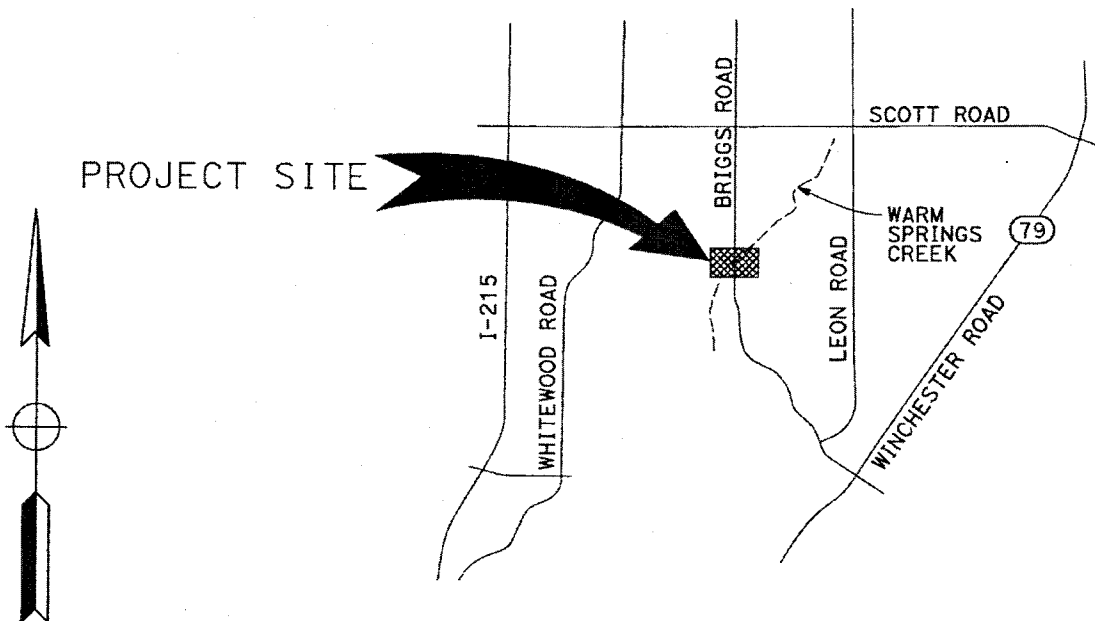 BRIGGS ROAD
SCOTT ROAD
PROJECT SITE
WARM
SPRINGS
CREEK
79
I-215
WHITEWOOD ROAD
LEON ROAD
WINCHESTER ROAD